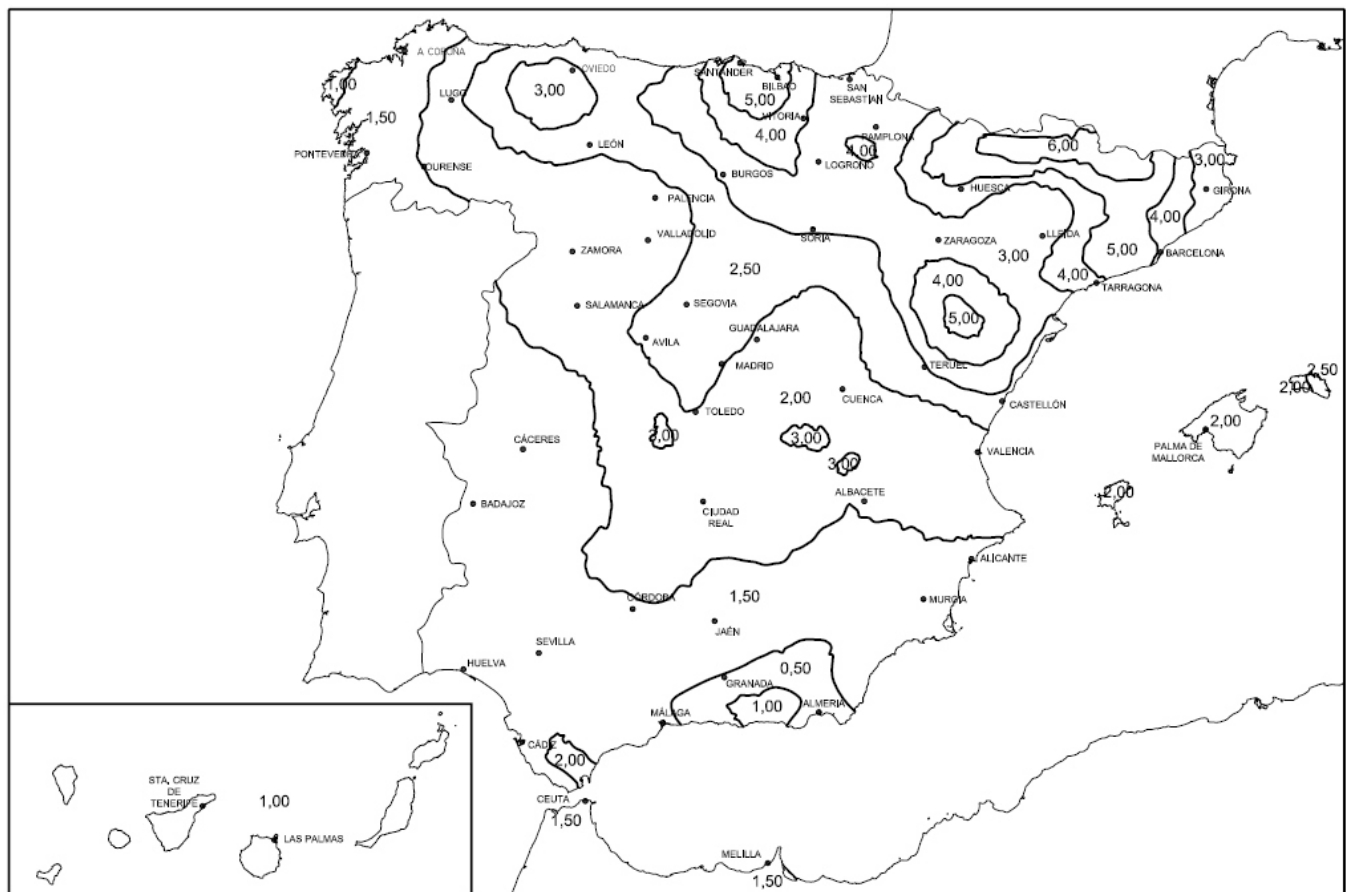 A CORUÑA
OVIEDO
SANTANDER
BILBAO
SAN
SEBASTIÁN
1,00
LUGO
3,00
5,00
1,50
VITORIA
4,00
PAMPLONA
6,00
3,00
PONTEVEDRA
LEÓN
4,00
LOGROÑO
OURENSE
BURGOS
HUESCA
GIRONA
PALENCIA
4,00
ZAMORA
VALLADOLID
SORIA
ZARAGOZA
LLEIDA
3,00
5,00
BARCELONA
2,50
4,00
4,00
TARRAGONA
SALAMANCA
SEGOVIA
5,00
GUADALAJARA
AVILA
MADRID
TERUEL
2,50
2,00
2,00
CUENCA
TOLEDO
CASTELLÓN
2,00
3,00
3,00
CÁCERES
VALENCIA
PALMA DE
MALLORCA
3,00
BADAJOZ
CIUDAD
REAL
ALBACETE
2,00
ALICANTE
CÓRDOBA
1,50
MURCIA
JAÉN
SEVILLA
HUELVA
0,50
GRANADA
1,00
ALMERIA
MÁLAGA
CÁDIZ
2,00
STA, CRUZ
DE
TENERIFE
1,00
CEUTA
1,50
LAS PALMAS
MELILLA
1,50